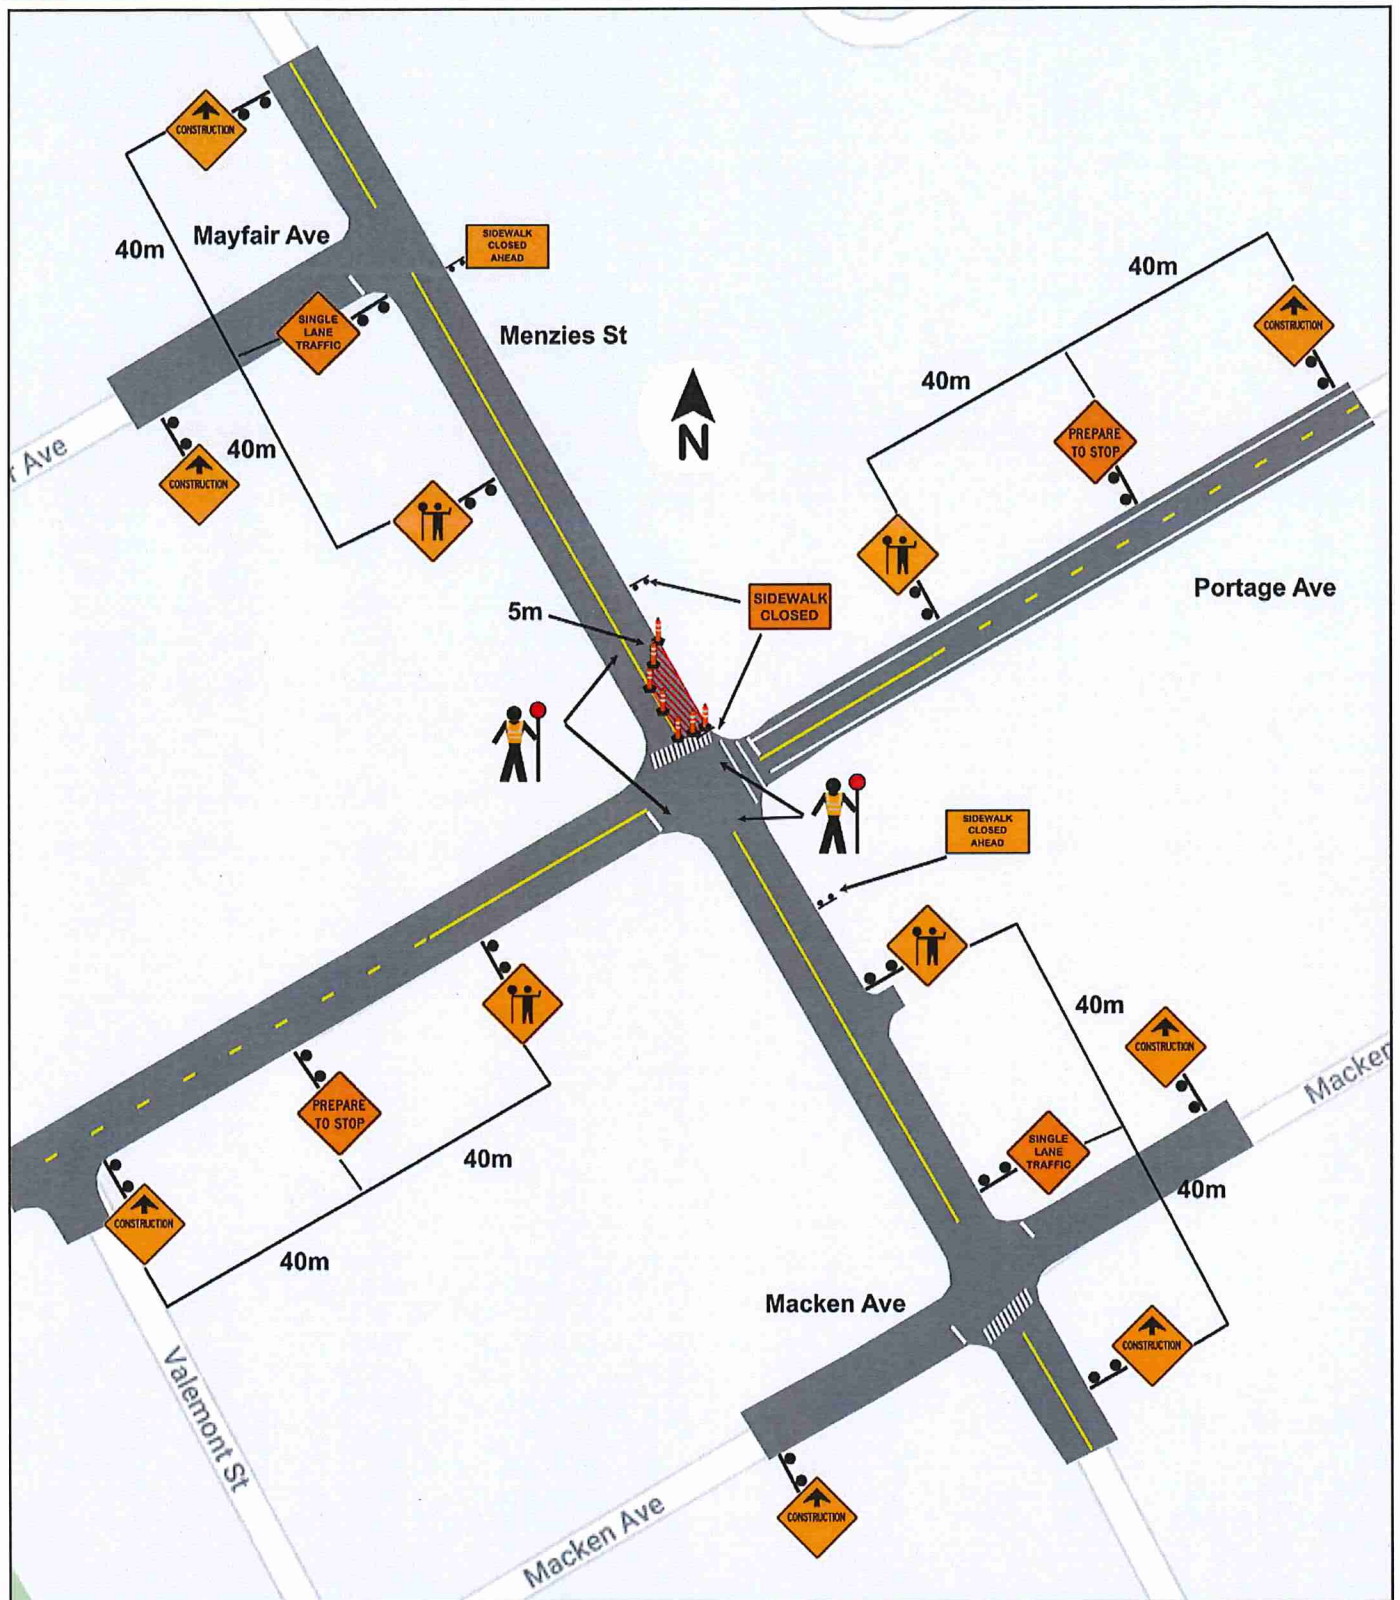 CONSTRUCTION
40m
Mayfair Ave
SIDEWALK
CLOSED
AHEAD
SINGLE
LANE
TRAFFIC
Menzies St
40m
r Ave
CONSTRUCTION
N
40m
CONSTRUCTION
40m
PREPARE
TO STOP
Portage Ave
5m
SIDEWALK
CLOSED
SIDEWALK
CLOSED
AHEAD
40m
CONSTRUCTION
Macken
SINGLE
LANE
TRAFFIC
40m
PREPARE
TO STOP
40m
CONSTRUCTION
40m
Macken Ave
CONSTRUCTION
Valemont St
CONSTRUCTION
Macken Ave